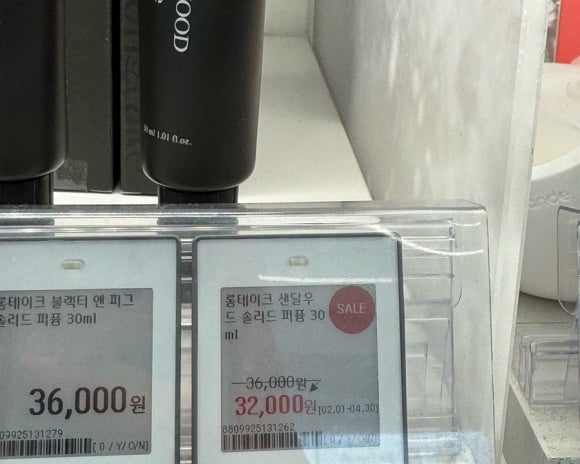 OOD
30 ml 1.01 fl.oz.
룸테이크 블랙티 앤 피그
솔리드 퍼퓸 30ml
36,000원
8809925131279
[ 0 / Y/ O/N]
룸테이크 샌달우
드 솔리드 퍼퓸 30
ml
SALE
36,000원
32,000원 [02.01-04.30]
8809925131262
[ 0 / Y/ O/N]